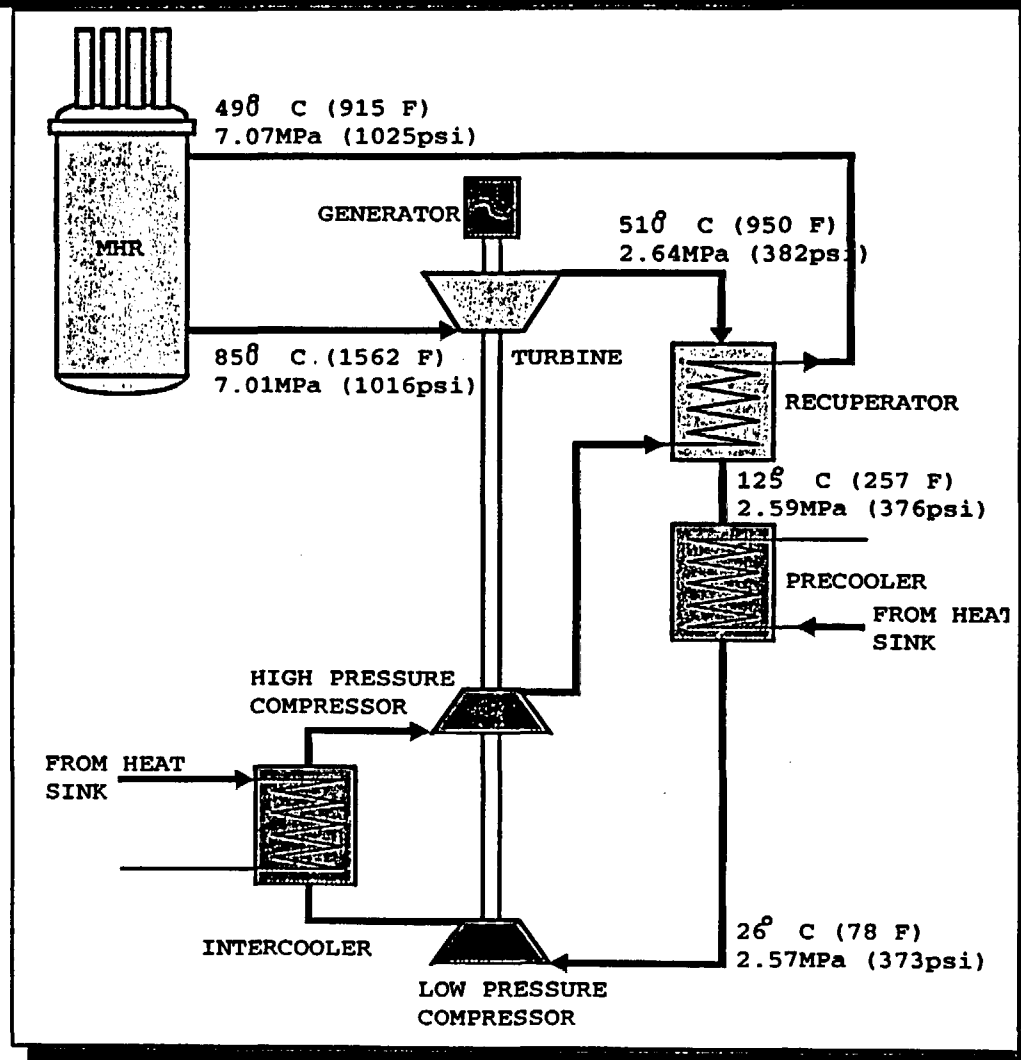 490° C (915 F)
7.07MPa (1025psi)
GENERATOR
510° C (950 F)
2.64MPa (382psi)
MHR
850° C.(1562 F)
7.01MPa (1016psi)
TURBINE
RECUPERATOR
125° C (257 F)
2.59MPa (376psi)
PRECOOLER
FROM HEAT
SINK
HIGH PRESSURE
COMPRESSOR
FROM HEAT
SINK
INTERCOOLER
26° C (78 F)
2.57MPa (373psi)
LOW PRESSURE
COMPRESSOR